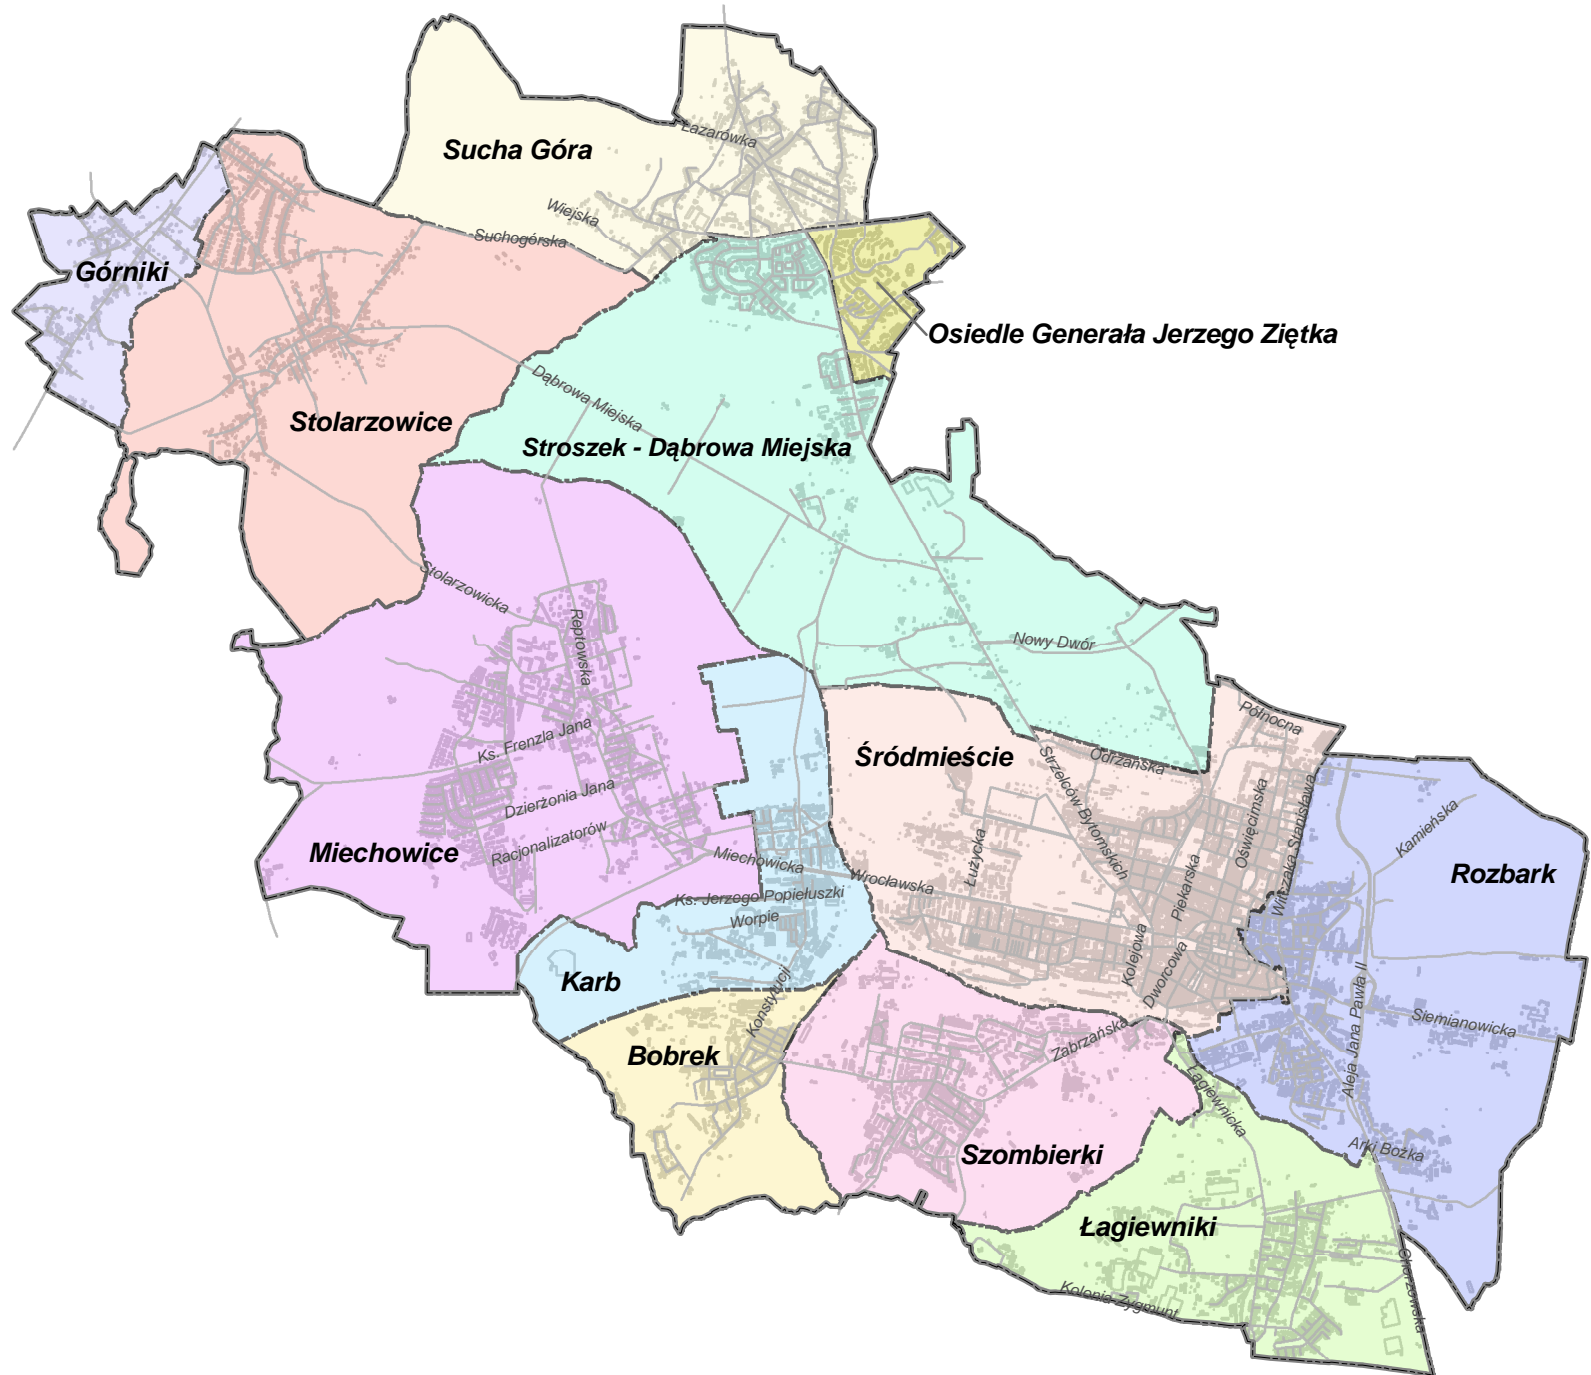 Łazarówka
Sucha Góra
Wiejska
Suchogórska
Górniki
Osiedle Generała Jerzego Ziętka
Dąbrowa Miejska
Stolarzowice
Stroszek - Dąbrowa Miejska
Stolarzowicka
Reptowska
Nowy Dwór
Północna
Ks. Frenzla Jana
Śródmieście
Odrzańska
Strzelców Bytomskich
Dzierżonia Jana
Oświęcimska
Witczaka Stanisława
Kamieńska
Racjonalizatorów
Miechowice
Miechowicka
Łużycka
Wrocławska
Piekarska
Rozbark
Ks. Jerzego Popiełuszki
Worpie
Kolejowa
Dworcowa
Karb
Konstytucji
Aleja Jana Pawła II
Siemianowicka
Bobrek
Zabrzańska
Łagiewnicka
Szombierki
Arki Bożka
Łagiewniki
Kolonia Zygmunt
Chorzowska